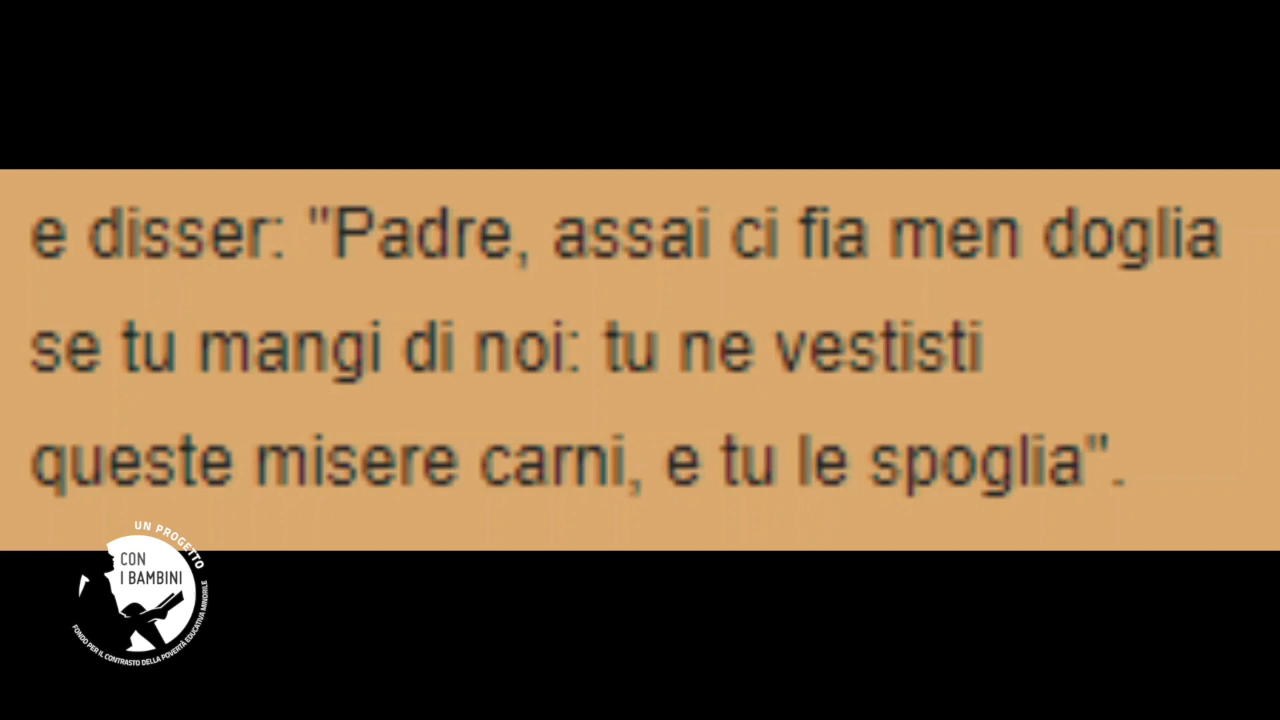 e disser: "Padre, assai ci fia men doglia
se tu mangi di noi: tu ne vestisti
queste misere carni, e tu le spoglia".
UN PROGETTO
CON
I BAMBINI
FONDO PER IL CONTRASTO DELLA POVERTÀ EDUCATIVA MINORILE